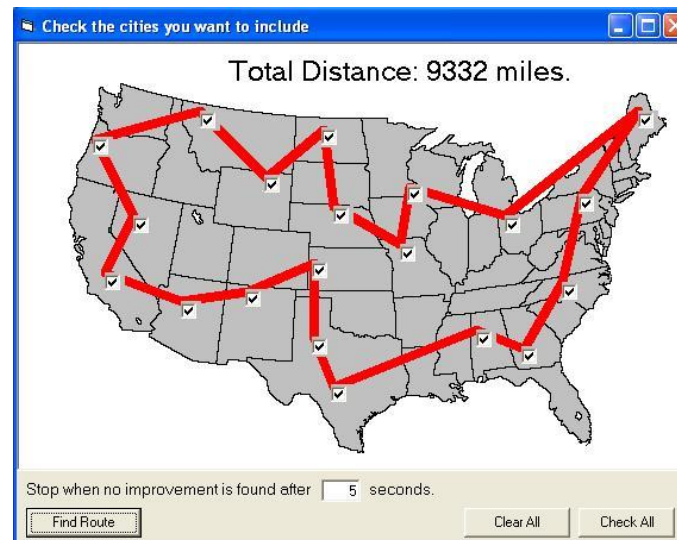 Check the cities you want to include
Total Distance: 9332 miles.
Stop when no improvement is found after 5 seconds.
Find Route
Clear All
Check All